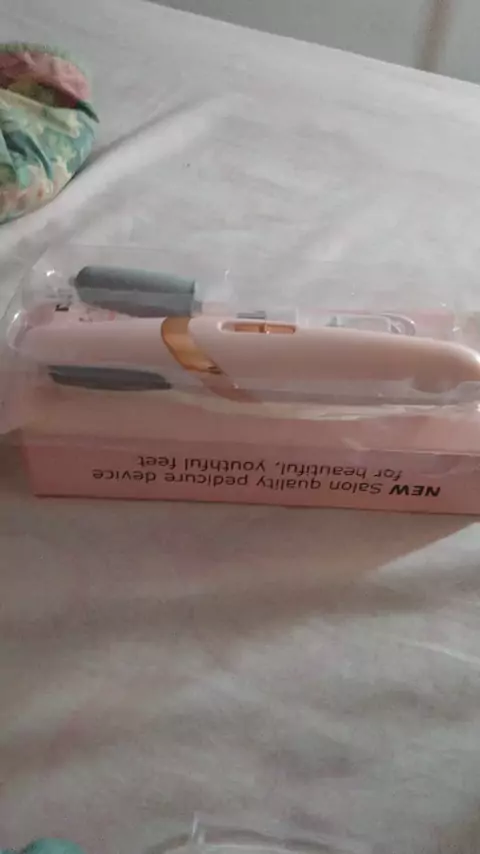 NEW Salon quality pedicure device
for beautiful, youthful feet